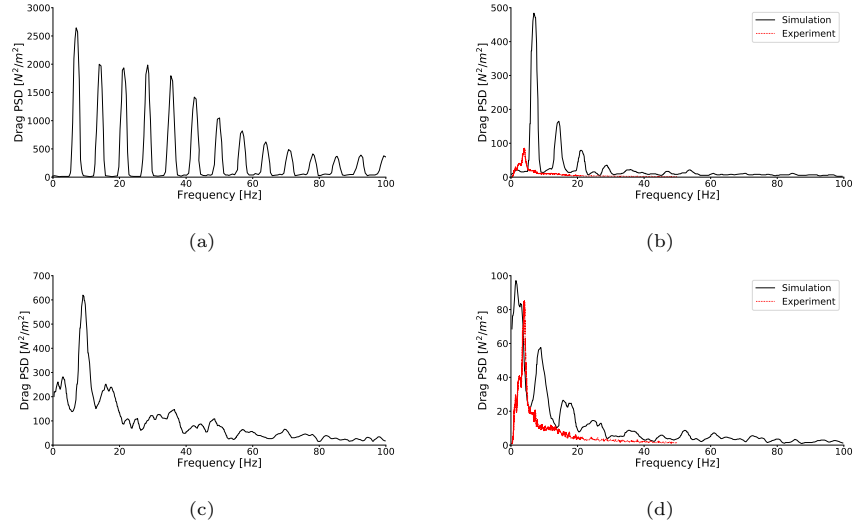 3000
2500
2000
1500
1000
500
0
Drag PSD [N²/m²]
0 20 40 60 80 100
Frequency [Hz]
(a)
500
400
300
200
100
0
Drag PSD [N²/m²]
Simulation
Experiment
0 20 40 60 80 100
Frequency [Hz]
(b)
700
600
500
400
300
200
100
0
Drag PSD [N²/m²]
0 20 40 60 80 100
Frequency [Hz]
(c)
100
80
60
40
20
0
Drag PSD [N²/m²]
Simulation
Experiment
0 20 40 60 80 100
Frequency [Hz]
(d)